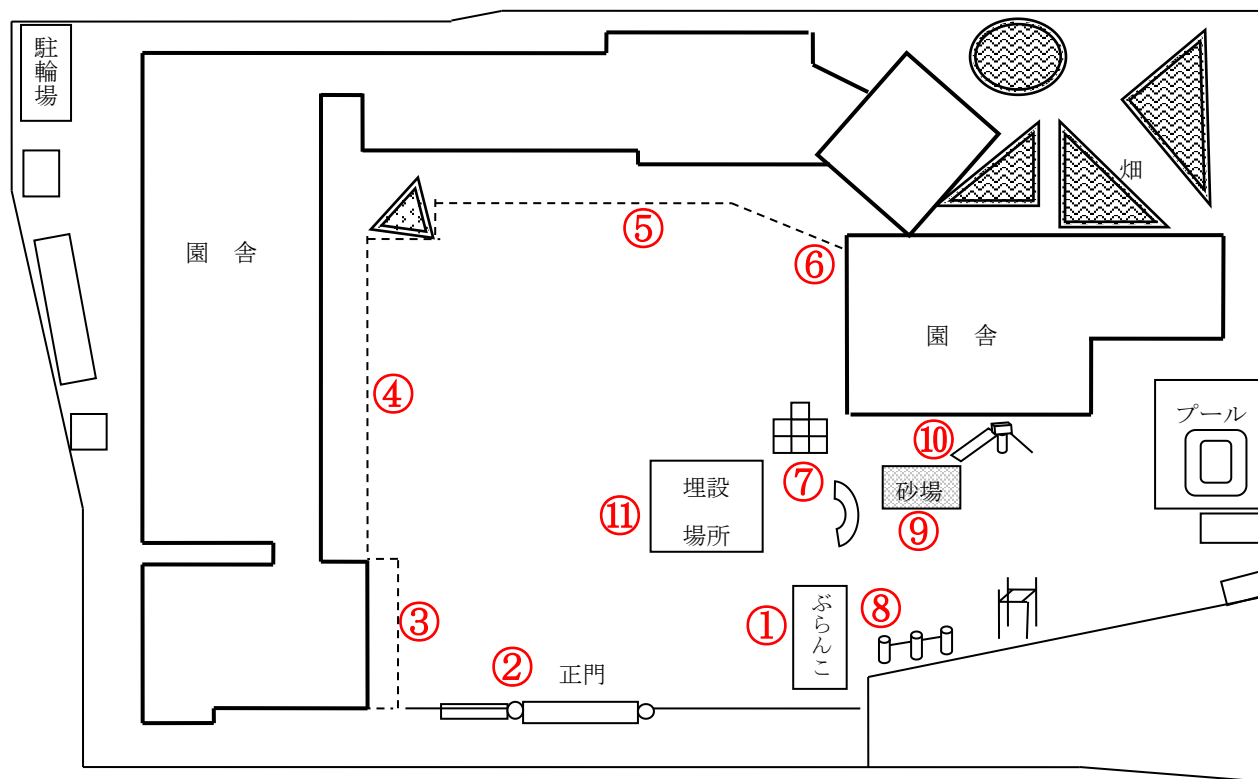 駐輪場
畑
⑤
園 舎
⑥
園 舎
④
⑩
プール
⑦
埋設
場所
砂場
⑪
⑨
⑧
ぶらんこ
①
③
②
正門